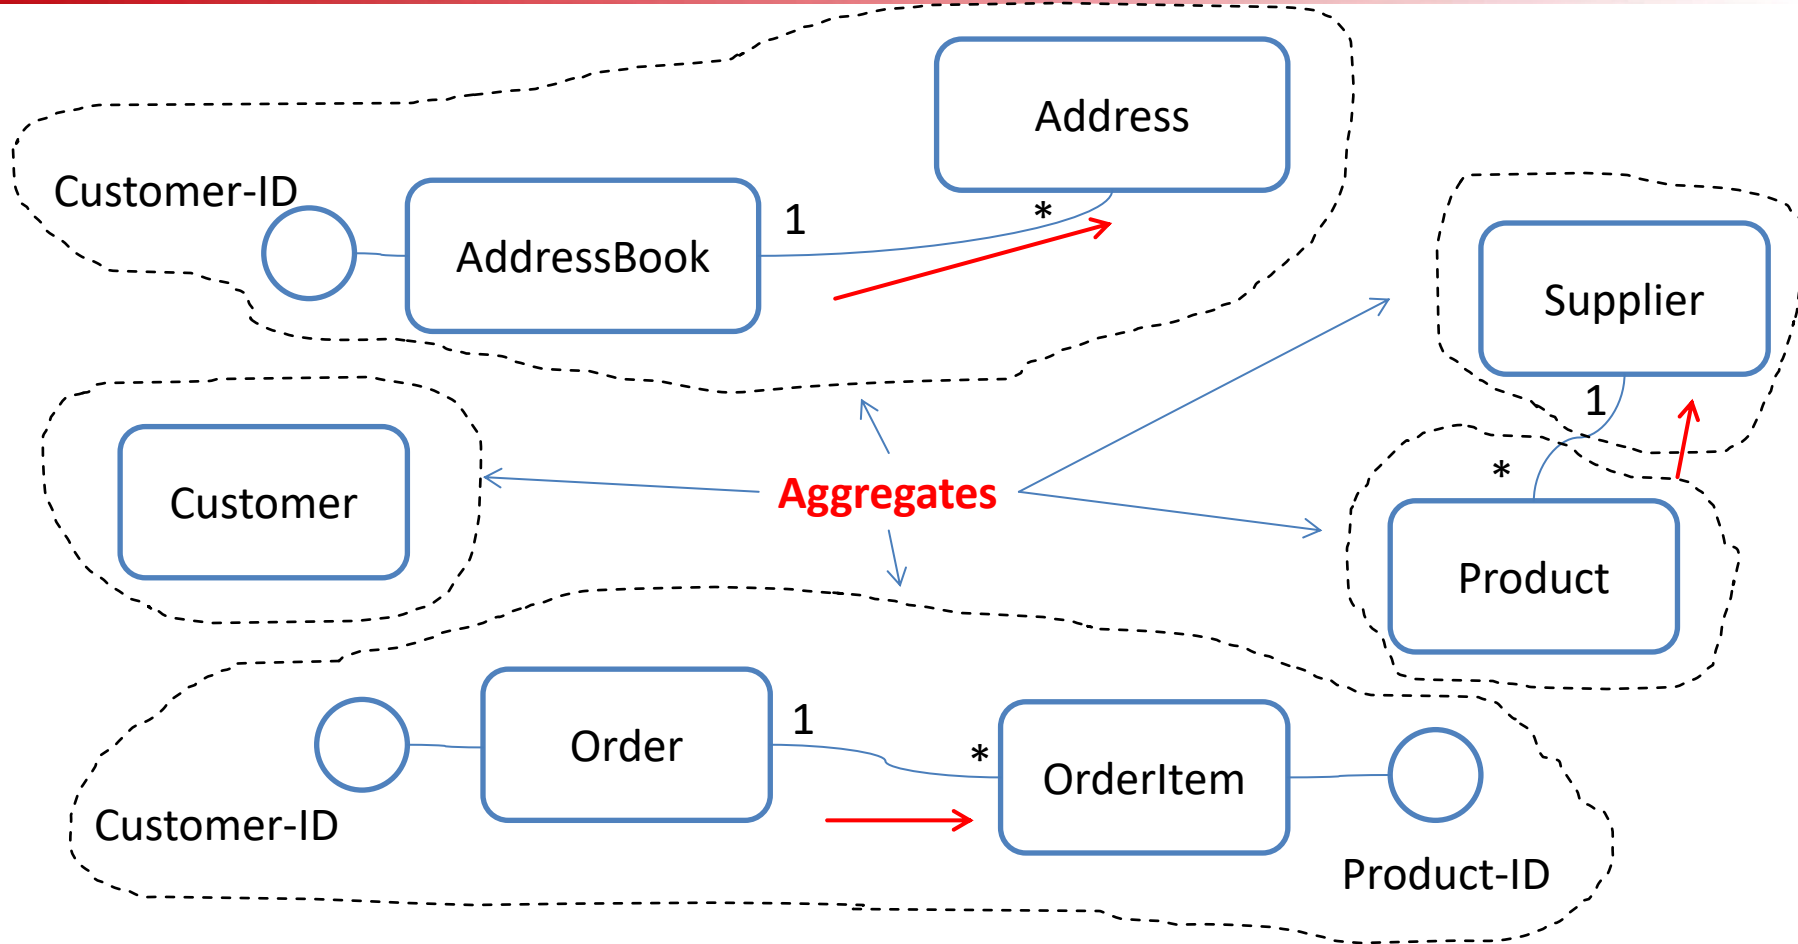 Address
Customer-ID
AddressBook
1
*
Supplier
1
*
Customer
Aggregates
Product
Order
1
*
OrderItem
Customer-ID
Product-ID